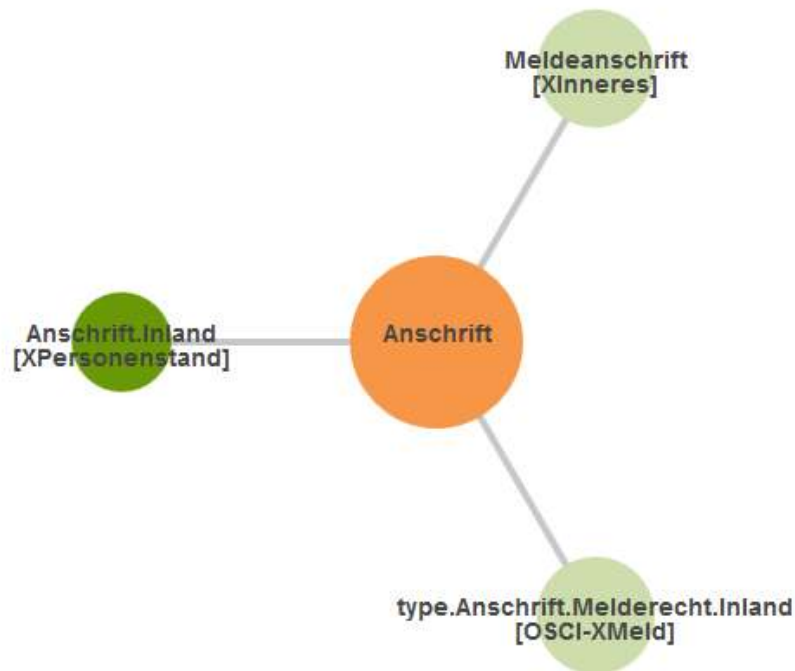 Meldeanschrift
[XInneres]
Anschrift.Inland
[XPersonenstand]
Anschrift
type.Anschrift.Melderecht.Inland
[OSCI-XMeld]